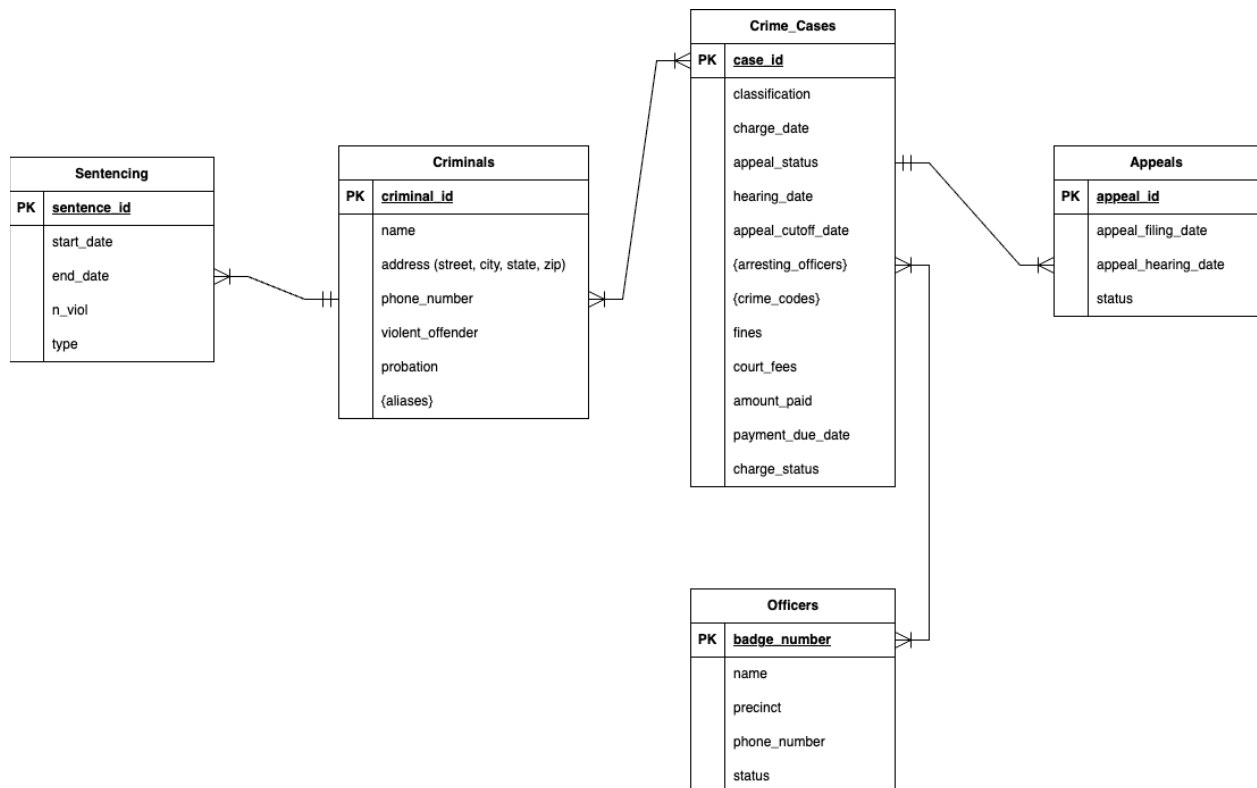 Crime_Cases
PK case_id
classification
charge_date
appeal_status
hearing_date
appeal_cutoff_date
{arresting_officers}
{crime_codes}
fines
court_fees
amount_paid
payment_due_date
charge_status
Sentencing
PK sentence_id
start_date
end_date
n_viol
type
Criminals
PK criminal_id
name
address (street, city, state, zip)
phone_number
violent_offender
probation
{aliases}
Appeals
PK appeal_id
appeal_filing_date
appeal_hearing_date
status
Officers
PK badge_number
name
precinct
phone_number
status